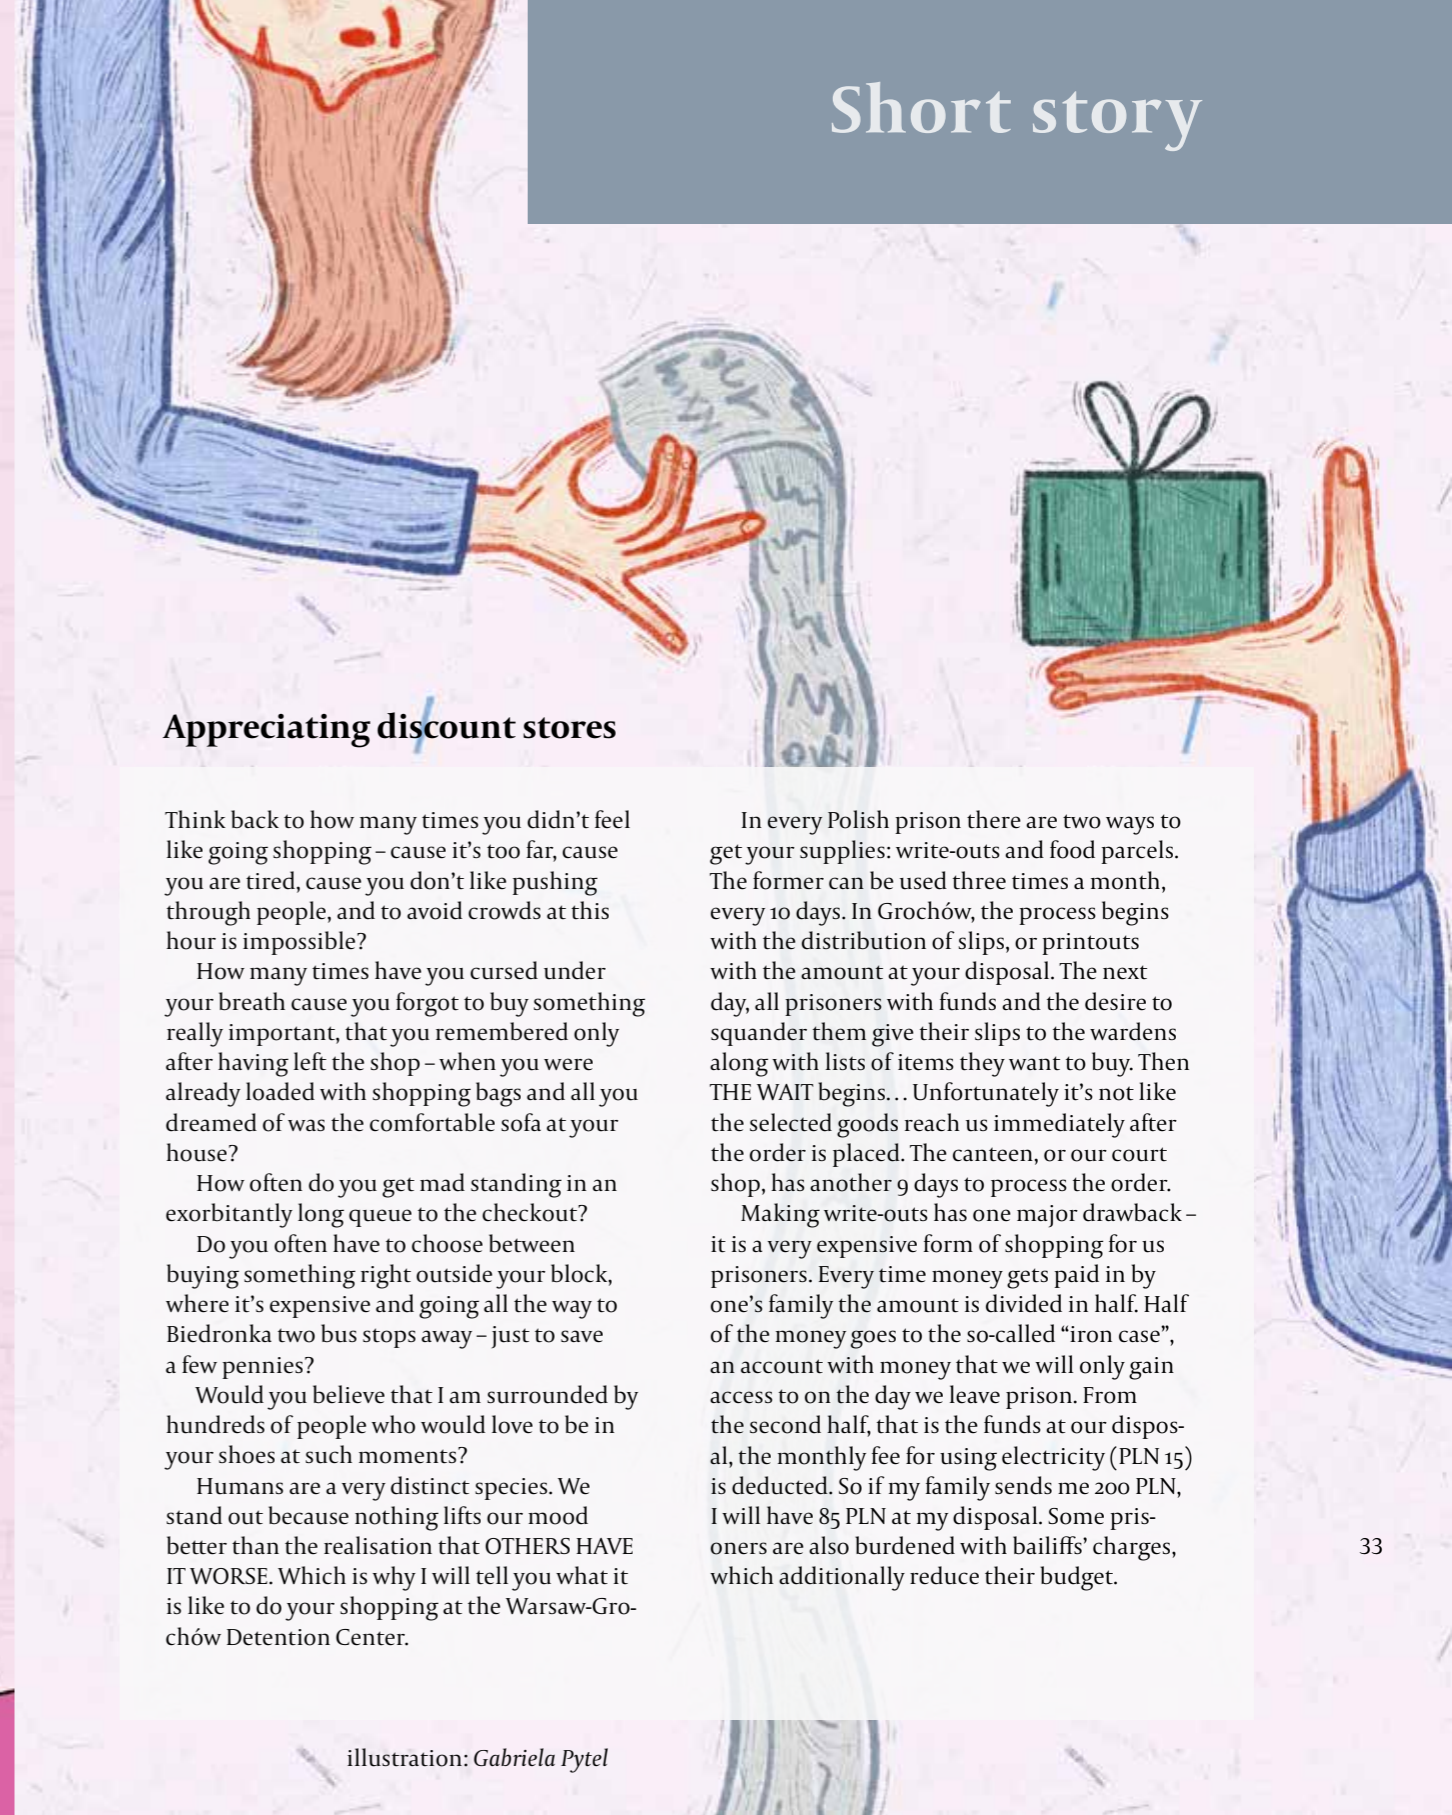 Short story
Appreciating discount stores
Think back to how many times you didn’t feel
like going shopping – cause it’s too far, cause
you are tired, cause you don’t like pushing
through people, and to avoid crowds at this
hour is impossible?
How many times have you cursed under
your breath cause you forgot to buy something
really important, that you remembered only
after having left the shop – when you were
already loaded with shopping bags and all you
dreamed of was the comfortable sofa at your
house?
How often do you get mad standing in an
exorbitantly long queue to the checkout?
Do you often have to choose between
buying something right outside your block,
where it’s expensive and going all the way to
Biedronka two bus stops away – just to save
a few pennies?
Would you believe that I am surrounded by
hundreds of people who would love to be in
your shoes at such moments?
Humans are a very distinct species. We
stand out because nothing lifts our mood
better than the realisation that OTHERS HAVE
IT WORSE. Which is why I will tell you what it
is like to do your shopping at the Warsaw-Gro-
chów Detention Center.
In every Polish prison there are two ways to
get your supplies: write-outs and food parcels.
The former can be used three times a month,
every 10 days. In Grochów, the process begins
with the distribution of slips, or printouts
with the amount at your disposal. The next
day, all prisoners with funds and the desire to
squander them give their slips to the wardens
along with lists of items they want to buy. Then
THE WAIT begins… Unfortunately it’s not like
the selected goods reach us immediately after
the order is placed. The canteen, or our court
shop, has another 9 days to process the order.
Making write-outs has one major drawback –
it is a very expensive form of shopping for us
prisoners. Every time money gets paid in by
one’s family the amount is divided in half. Half
of the money goes to the so-called “iron case”,
an account with money that we will only gain
access to on the day we leave prison. From
the second half, that is the funds at our dispos-
al, the monthly fee for using electricity (PLN 15)
is deducted. So if my family sends me 200 PLN,
I will have 85 PLN at my disposal. Some pris-
oners are also burdened with bailiffs’ charges,
which additionally reduce their budget.
33
illustration: Gabriela Pytel